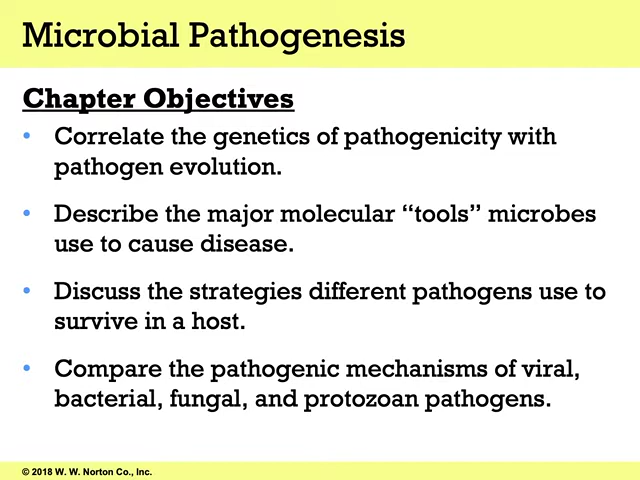 Microbial Pathogenesis
Chapter Objectives
• Correlate the genetics of pathogenicity with
pathogen evolution.
• Describe the major molecular “tools” microbes
use to cause disease.
• Discuss the strategies different pathogens use to
survive in a host.
• Compare the pathogenic mechanisms of viral,
bacterial, fungal, and protozoan pathogens.
© 2018 W. W. Norton Co., Inc.